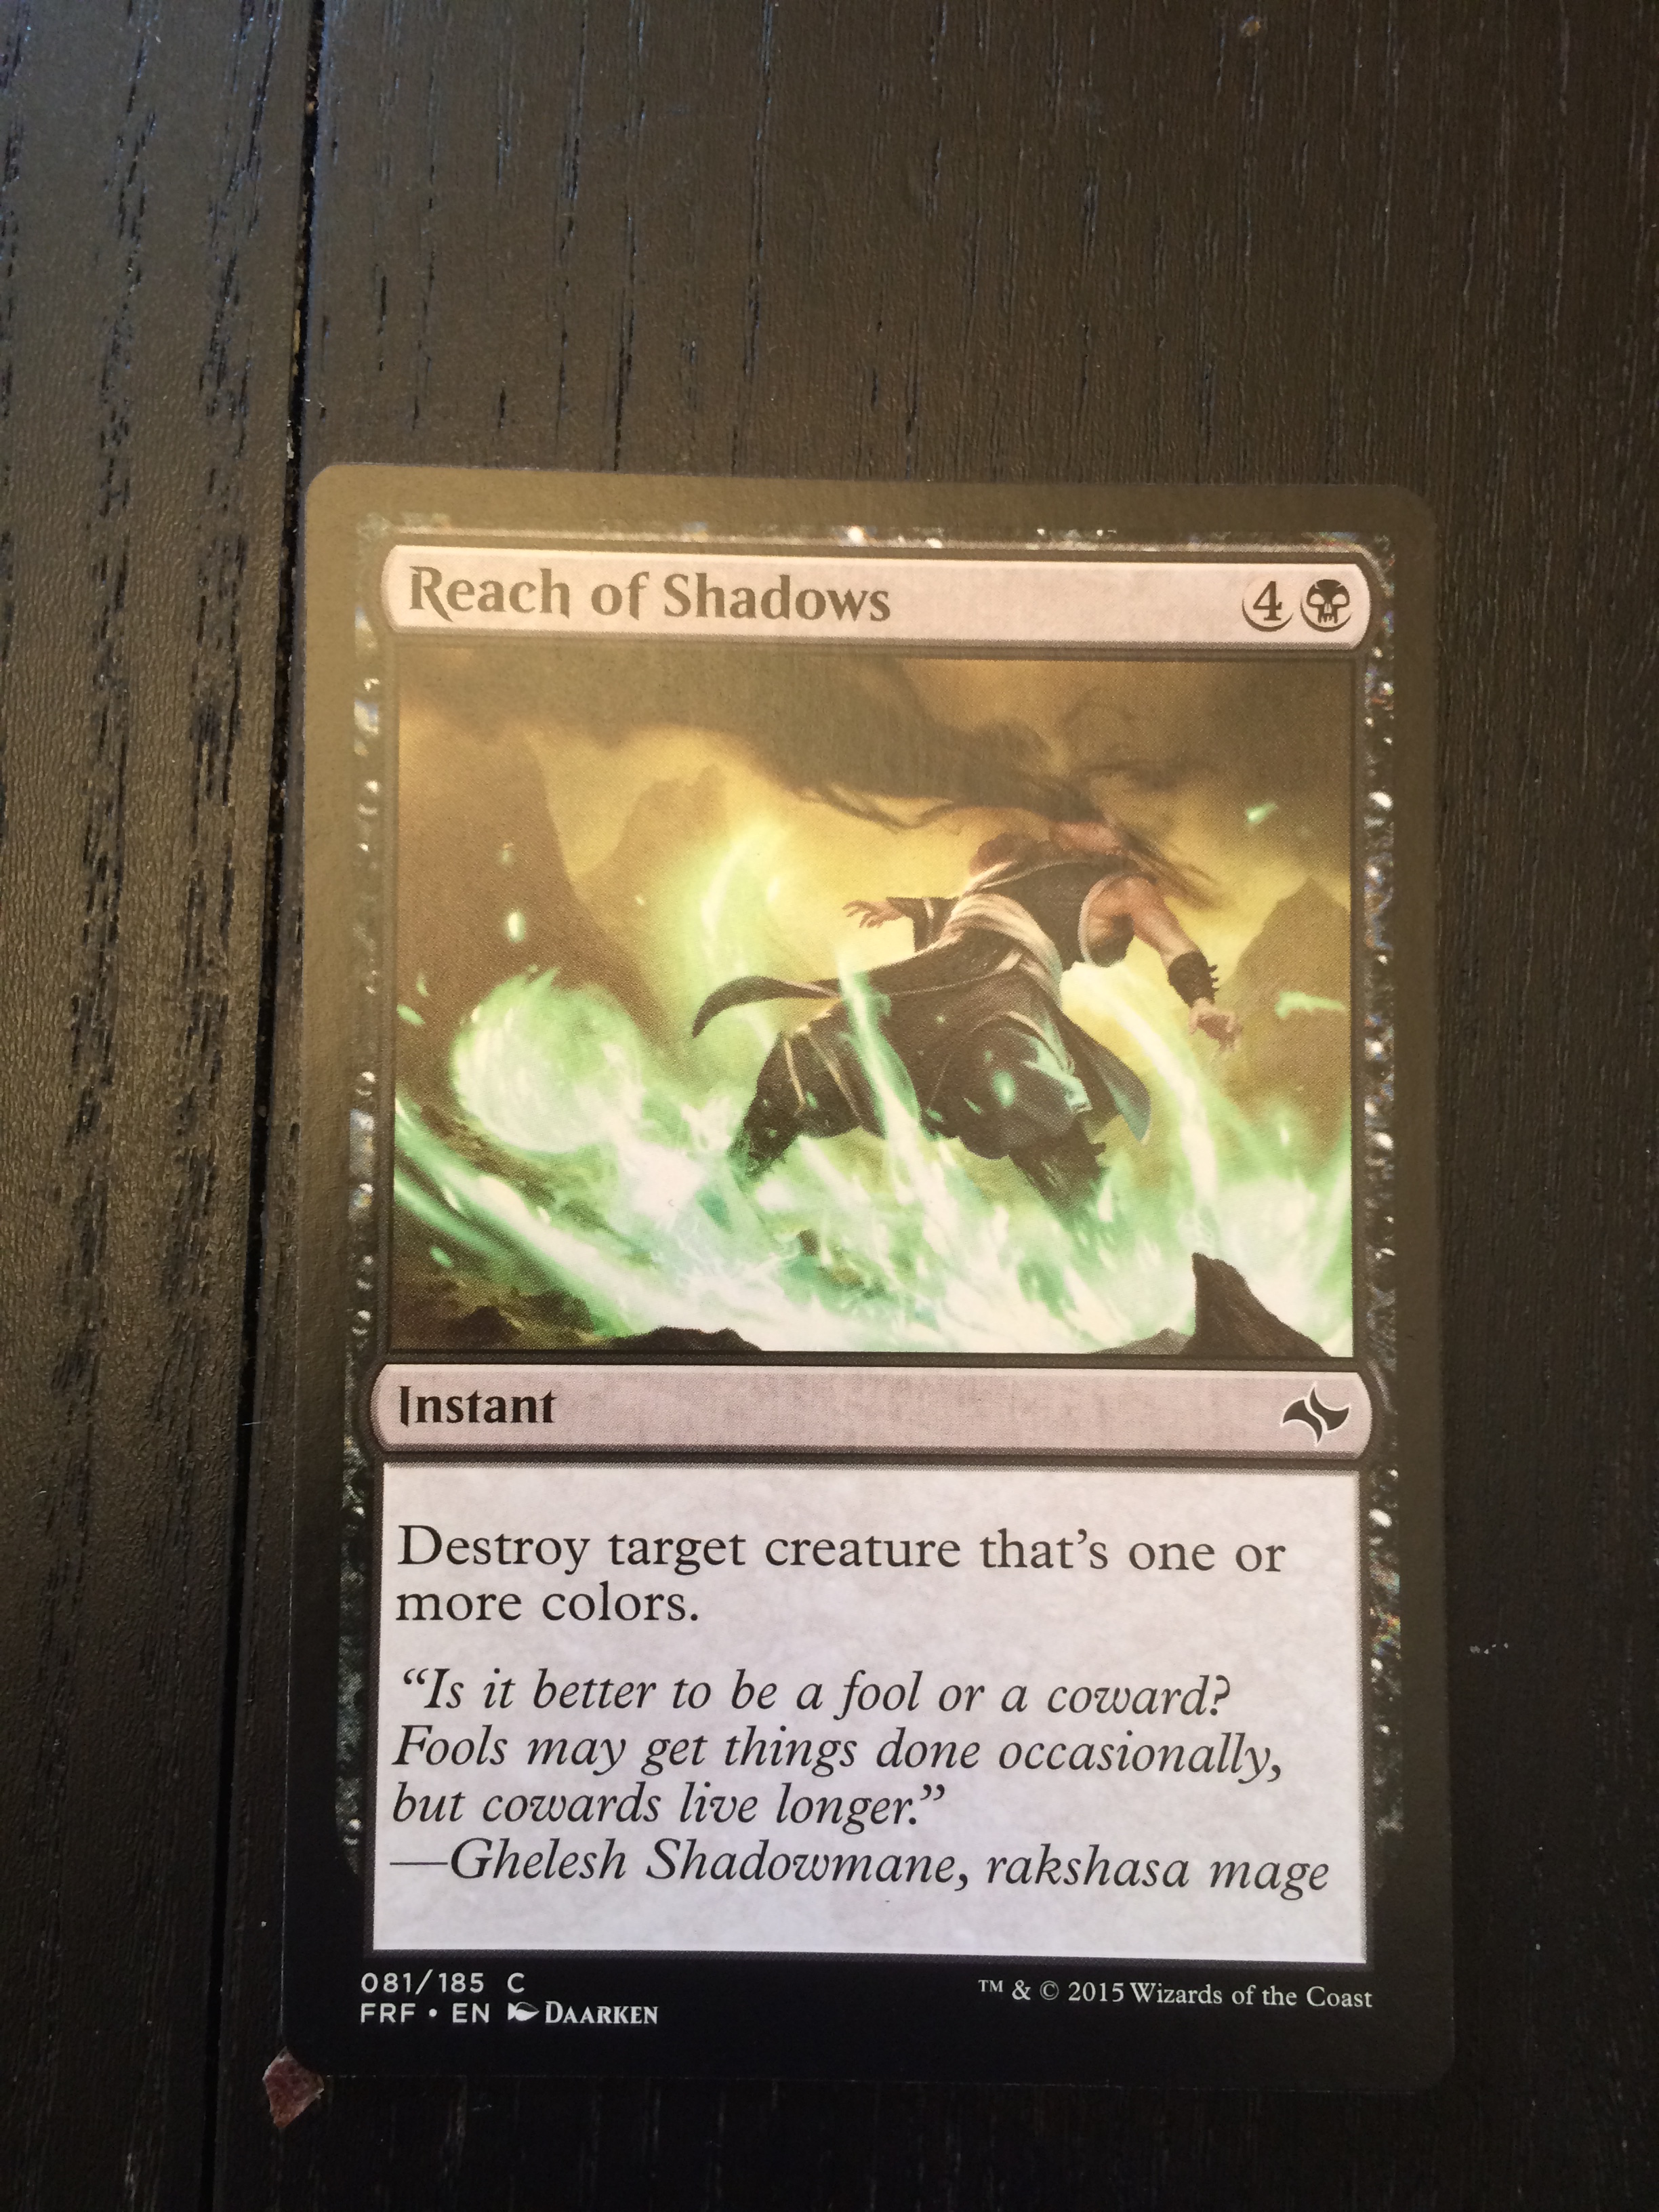 Reach of Shadows 4
Instant
Destroy target creature that's one or
more colors.
“Is it better to be a fool or a coward?
Fools may get things done occasionally,
but cowards live longer.”
—Ghelesh Shadowmane, rakshasa mage
081/185 C
FRF • EN DAARKEN
™ & © 2015 Wizards of the Coast